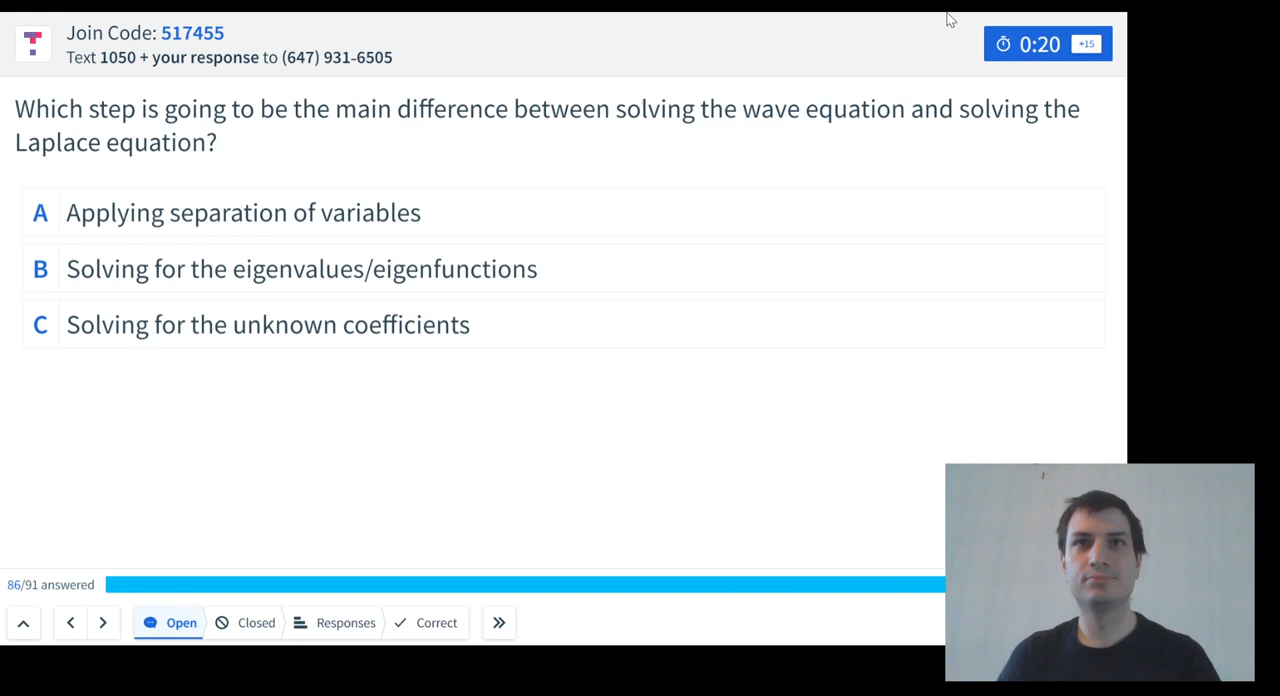 Join Code: 517455
Text 1050 + your response to (647) 931-6505
0:20 +15
Which step is going to be the main difference between solving the wave equation and solving the
Laplace equation?
A Applying separation of variables
B Solving for the eigenvalues/eigenfunctions
C Solving for the unknown coefficients
86/91 answered
Open Closed Responses Correct